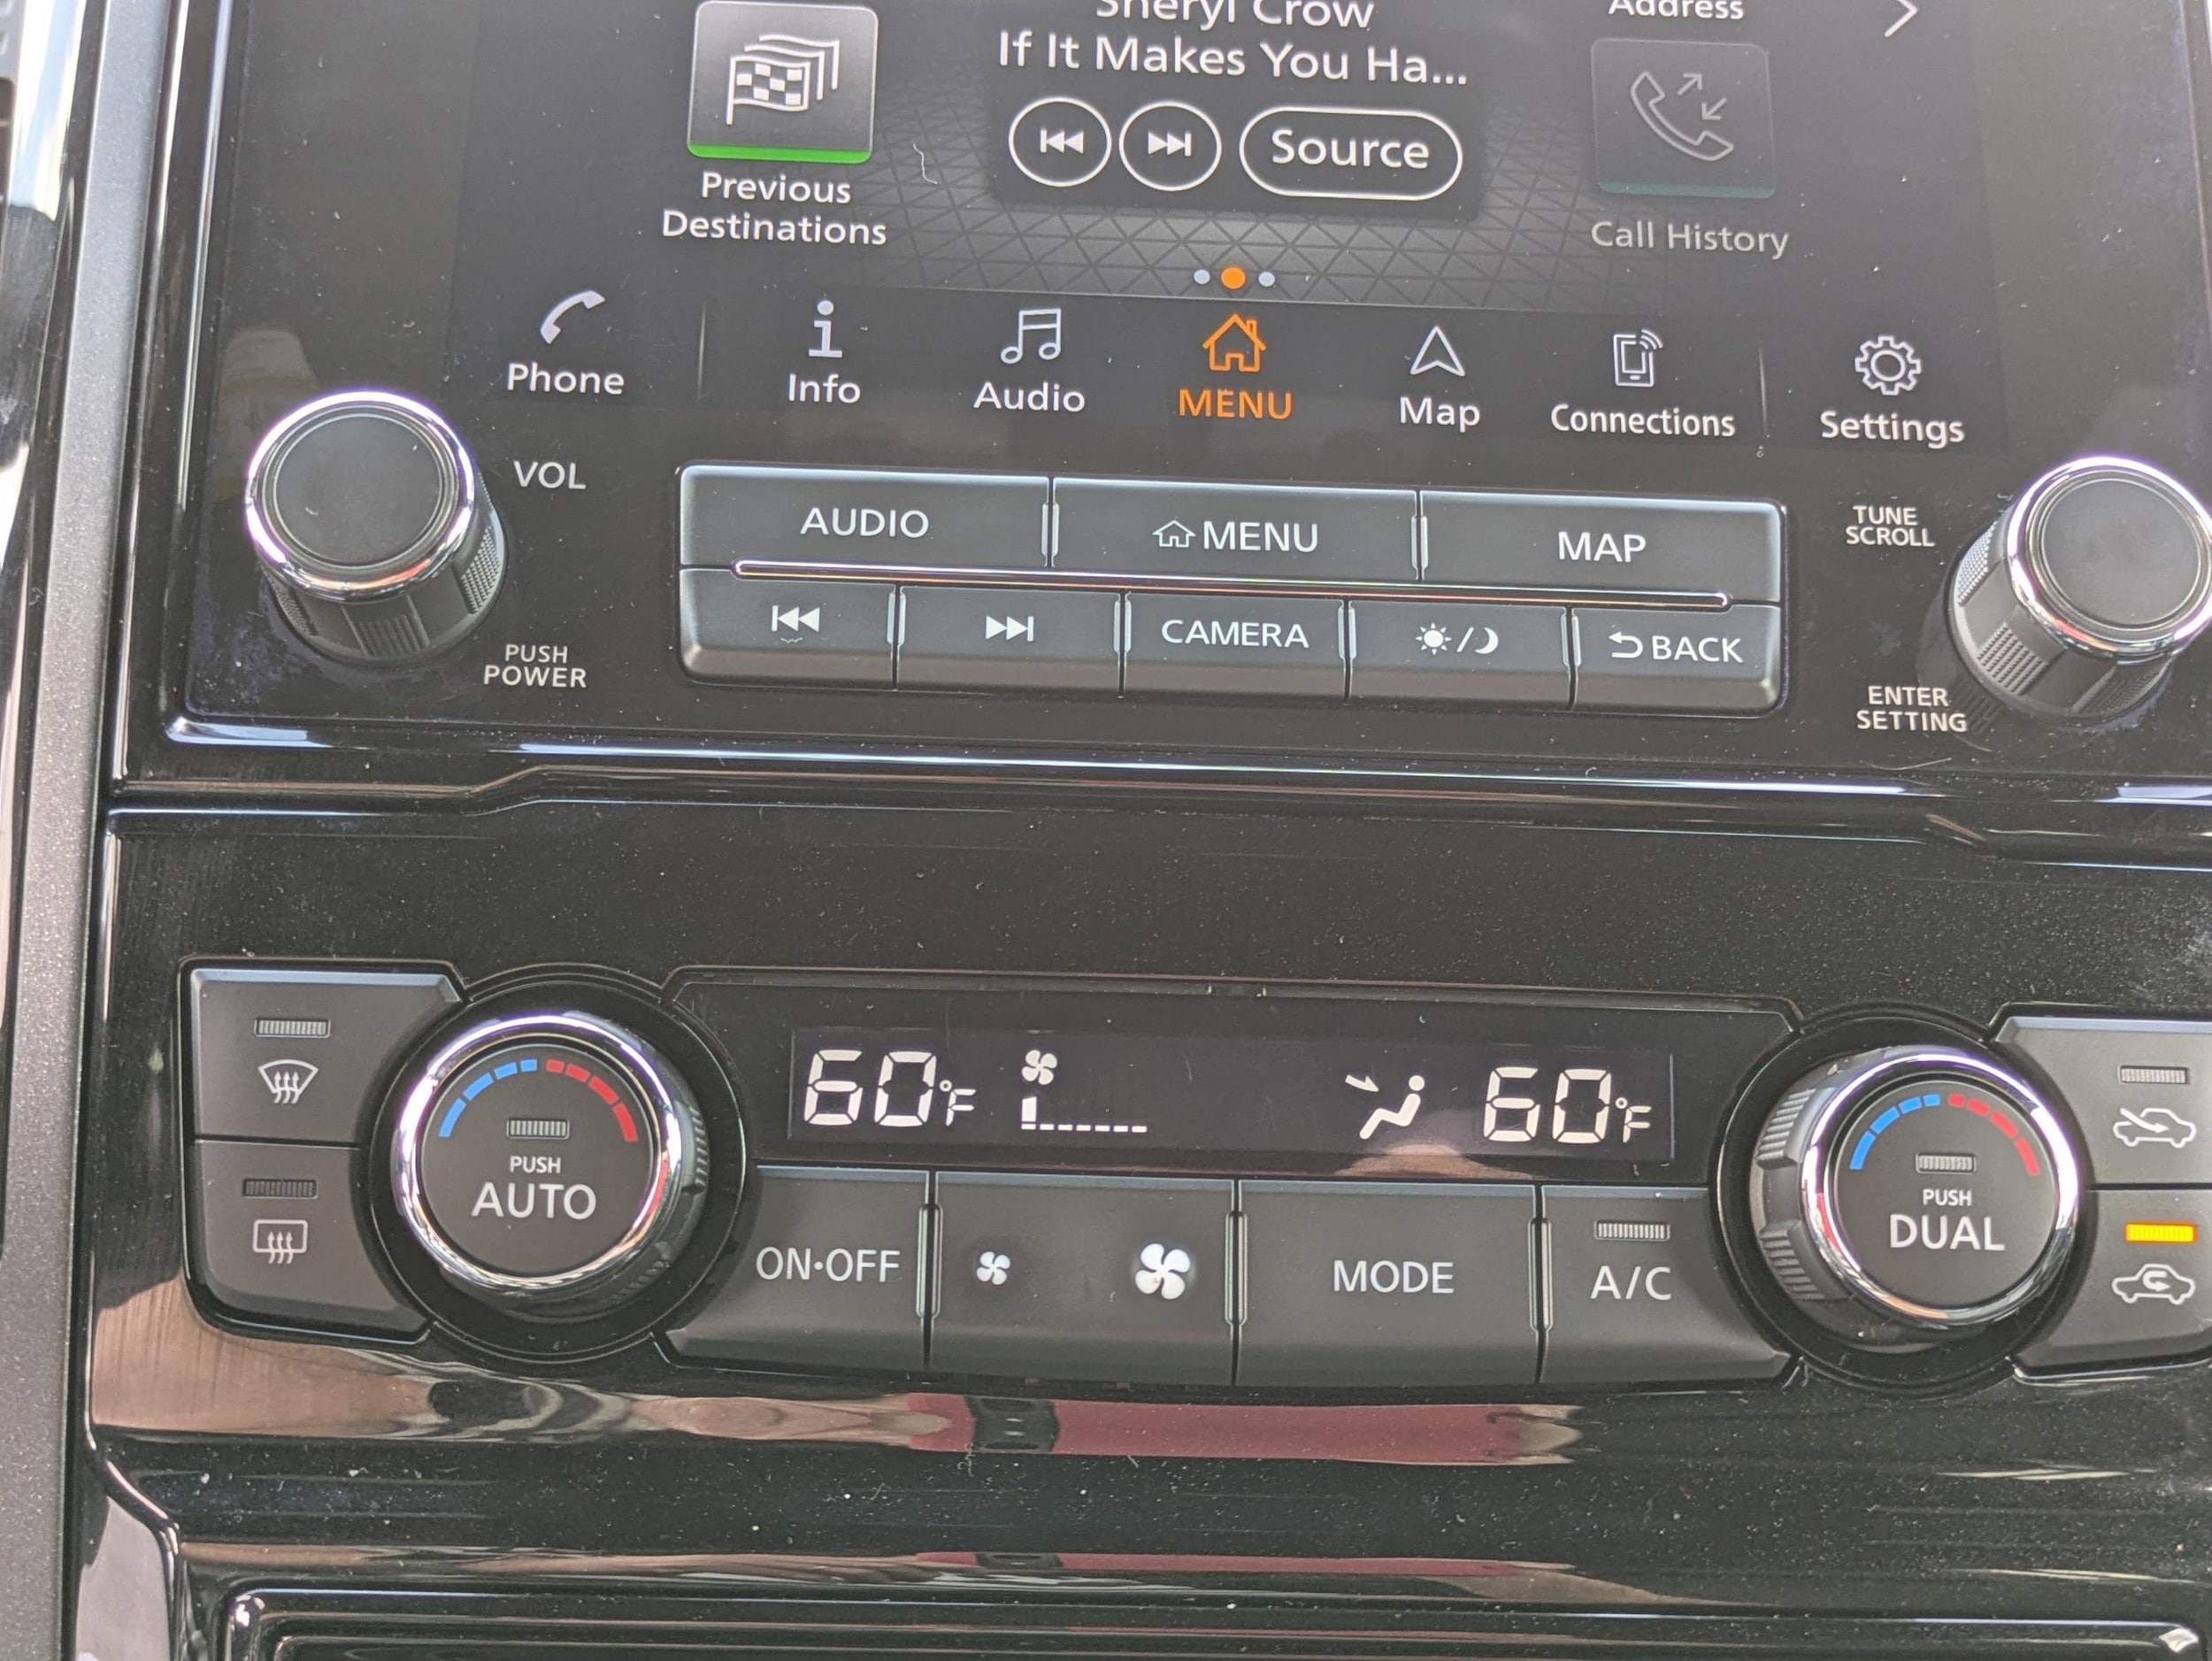 Sheryl Crow
Address
If It Makes You Ha...
Source
Previous
Destinations
Call History
Phone
Info
Audio
MENU
Map
Connections
Settings
VOL
AUDIO
MENU
MAP
TUNE
SCROLL
CAMERA
BACK
PUSH
POWER
ENTER
SETTING
60°F
60°F
PUSH
AUTO
PUSH
DUAL
ON•OFF
MODE
A/C